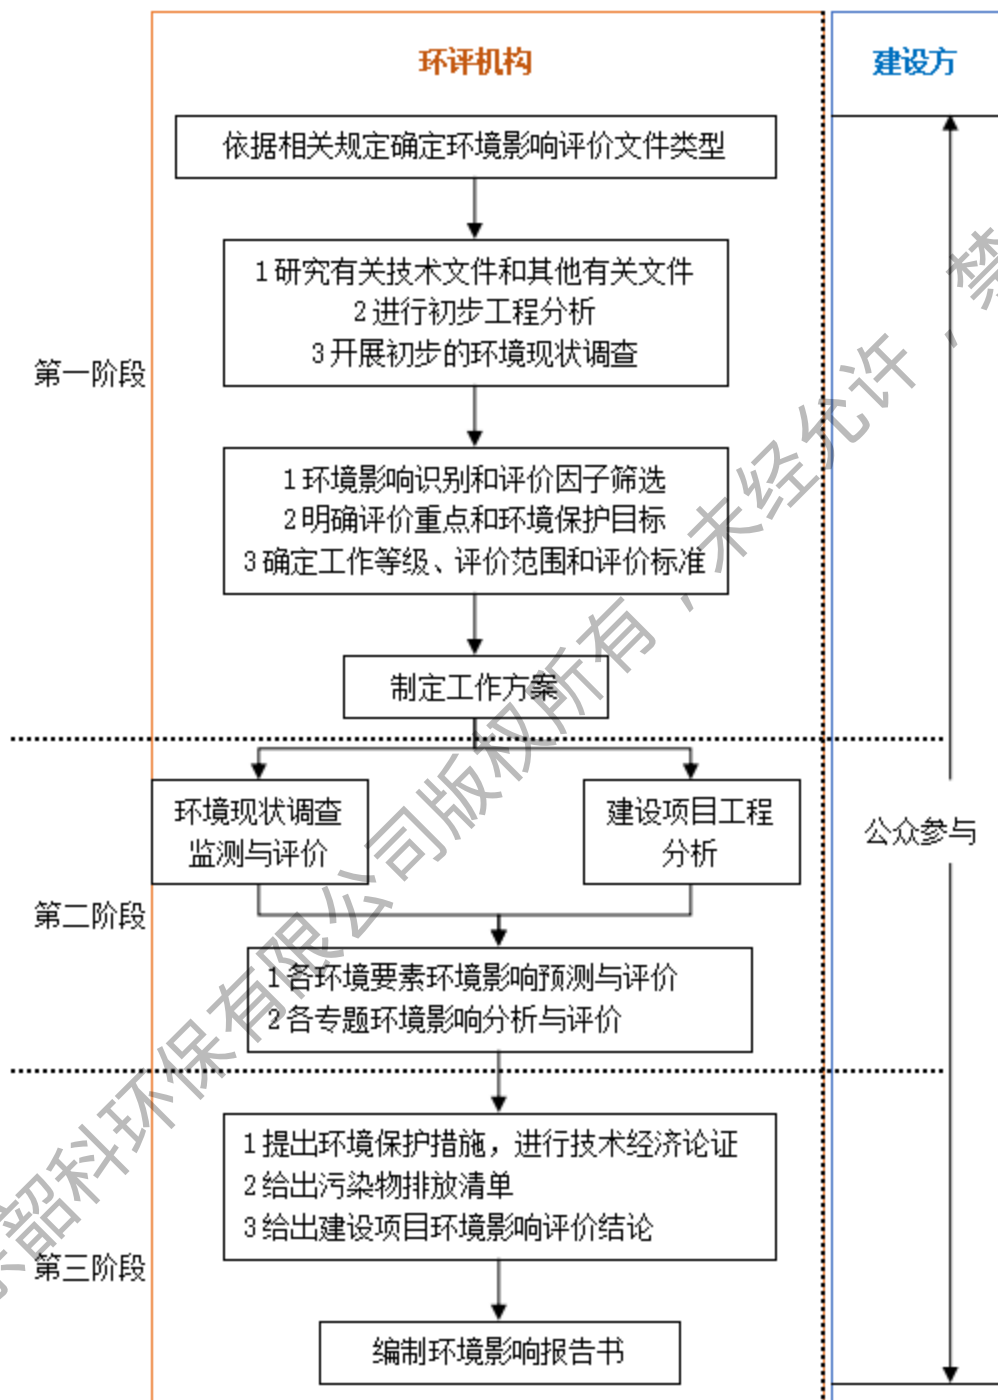 环评机构
建设方
依据相关规定确定环境影响评价文件类型
1研究有关技术文件和其他有关文件
2进行初步工程分析
3开展初步的环境现状调查
第一阶段
1环境影响识别和评价因子筛选
2明确评价重点和环境保护目标
3确定工作等级、评价范围和评价标准
制定工作方案
环境现状调查
监测与评价
建设项目工程
分析
公众参与
第二阶段
1各环境要素环境影响预测与评价
2各专题环境影响分析与评价
1提出环境保护措施，进行技术经济论证
2给出污染物排放清单
3给出建设项目环境影响评价结论
第三阶段
编制环境影响报告书
韶科环保有限公司版权所有，未经允许，禁